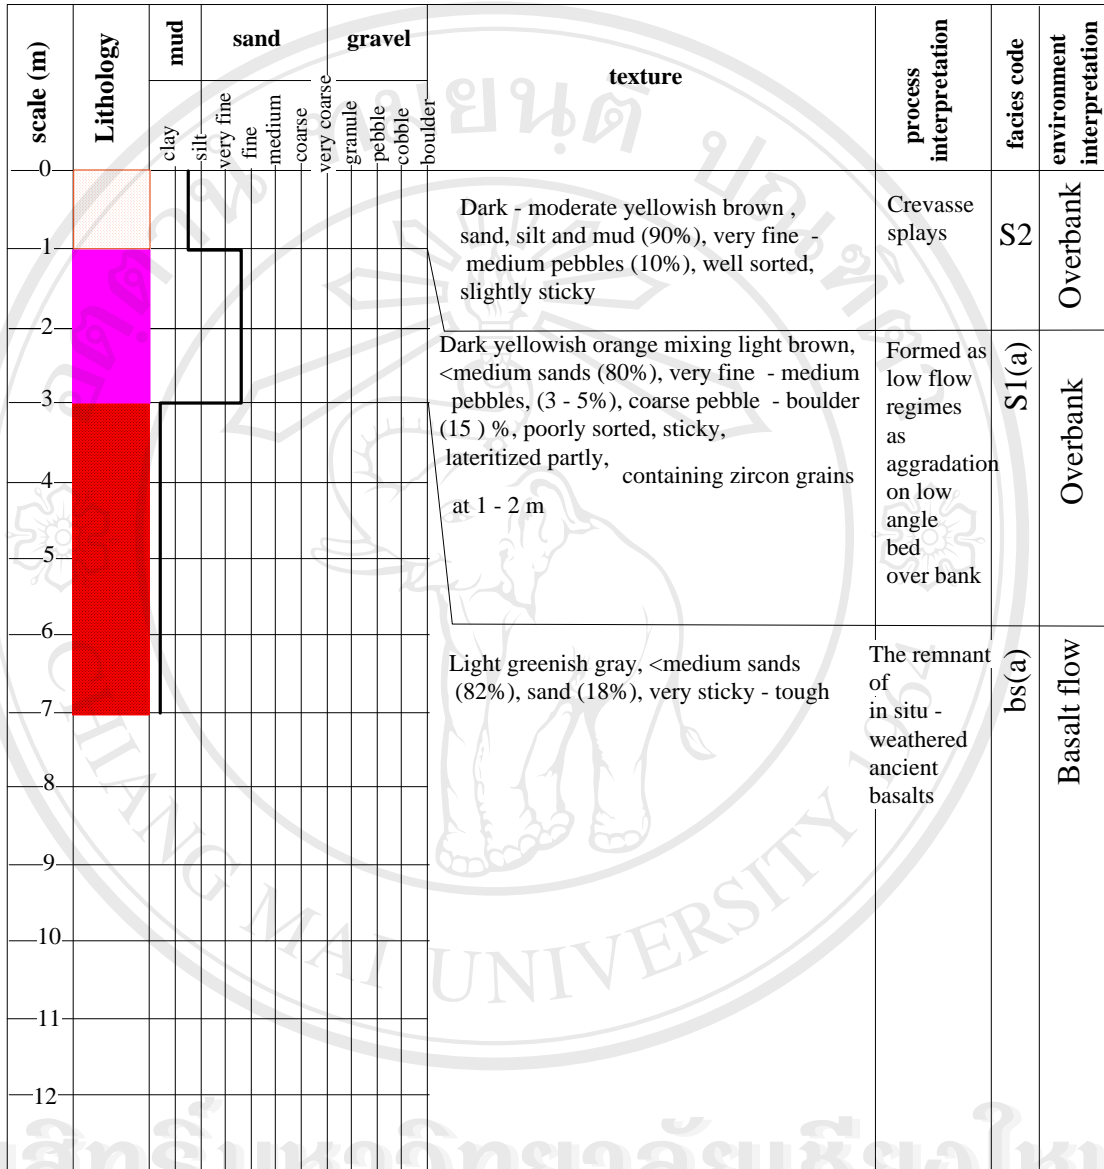 scale (m)
Lithology
mud
sand
gravel
texture
process
interpretation
facies code
environment
interpretation
clay
silt
very fine
fine
medium
coarse
very coarse
granule
pebble
cobble
boulder
0
1
2
3
4
5
6
7
8
9
10
11
12
Dark - moderate yellowish brown ,
sand, silt and mud (90%), very fine -
medium pebbles (10%), well sorted,
slightly sticky
Crevasse
splays
S2
Overbank
Dark yellowish orange mixing light brown,
<medium sands (80%), very fine - medium
pebbles, (3 - 5%), coarse pebble - boulder
(15 ) %, poorly sorted, sticky,
lateritized partly,
containing zircon grains
at 1 - 2 m
Formed as
low flow
regimes
as
aggradation
on low
angle
bed
over bank
S1(a)
Overbank
Light greenish gray, <medium sands
(82%), sand (18%), very sticky - tough
The remnant
of
in situ -
weathered
ancient
basalts
bs(a)
Basalt flow
CHIANG MAI UNIVERSITY 1964